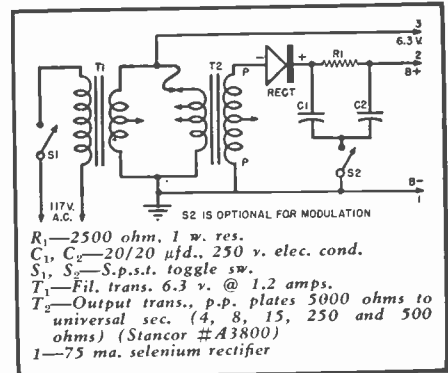 3
6.3 V.
T1
T2
P
- +
R1
2
B+
RECT
C1
C2
S1
P
S2
117V.
A.C.
B-
1
S2 IS OPTIONAL FOR MODULATION
R1—2500 ohm, 1 w. res.
C1, C2—20/20 μfd., 250 v. elec. cond.
S1, S2—S.p.s.t. toggle sw.
T1—Fil. trans. 6.3 v. @ 1.2 amps.
T2—Output trans., p.p. plates 5000 ohms to
universal sec. (4, 8, 15, 250 and 500
ohms) (Stancor #A3800)
1—75 ma. selenium rectifier